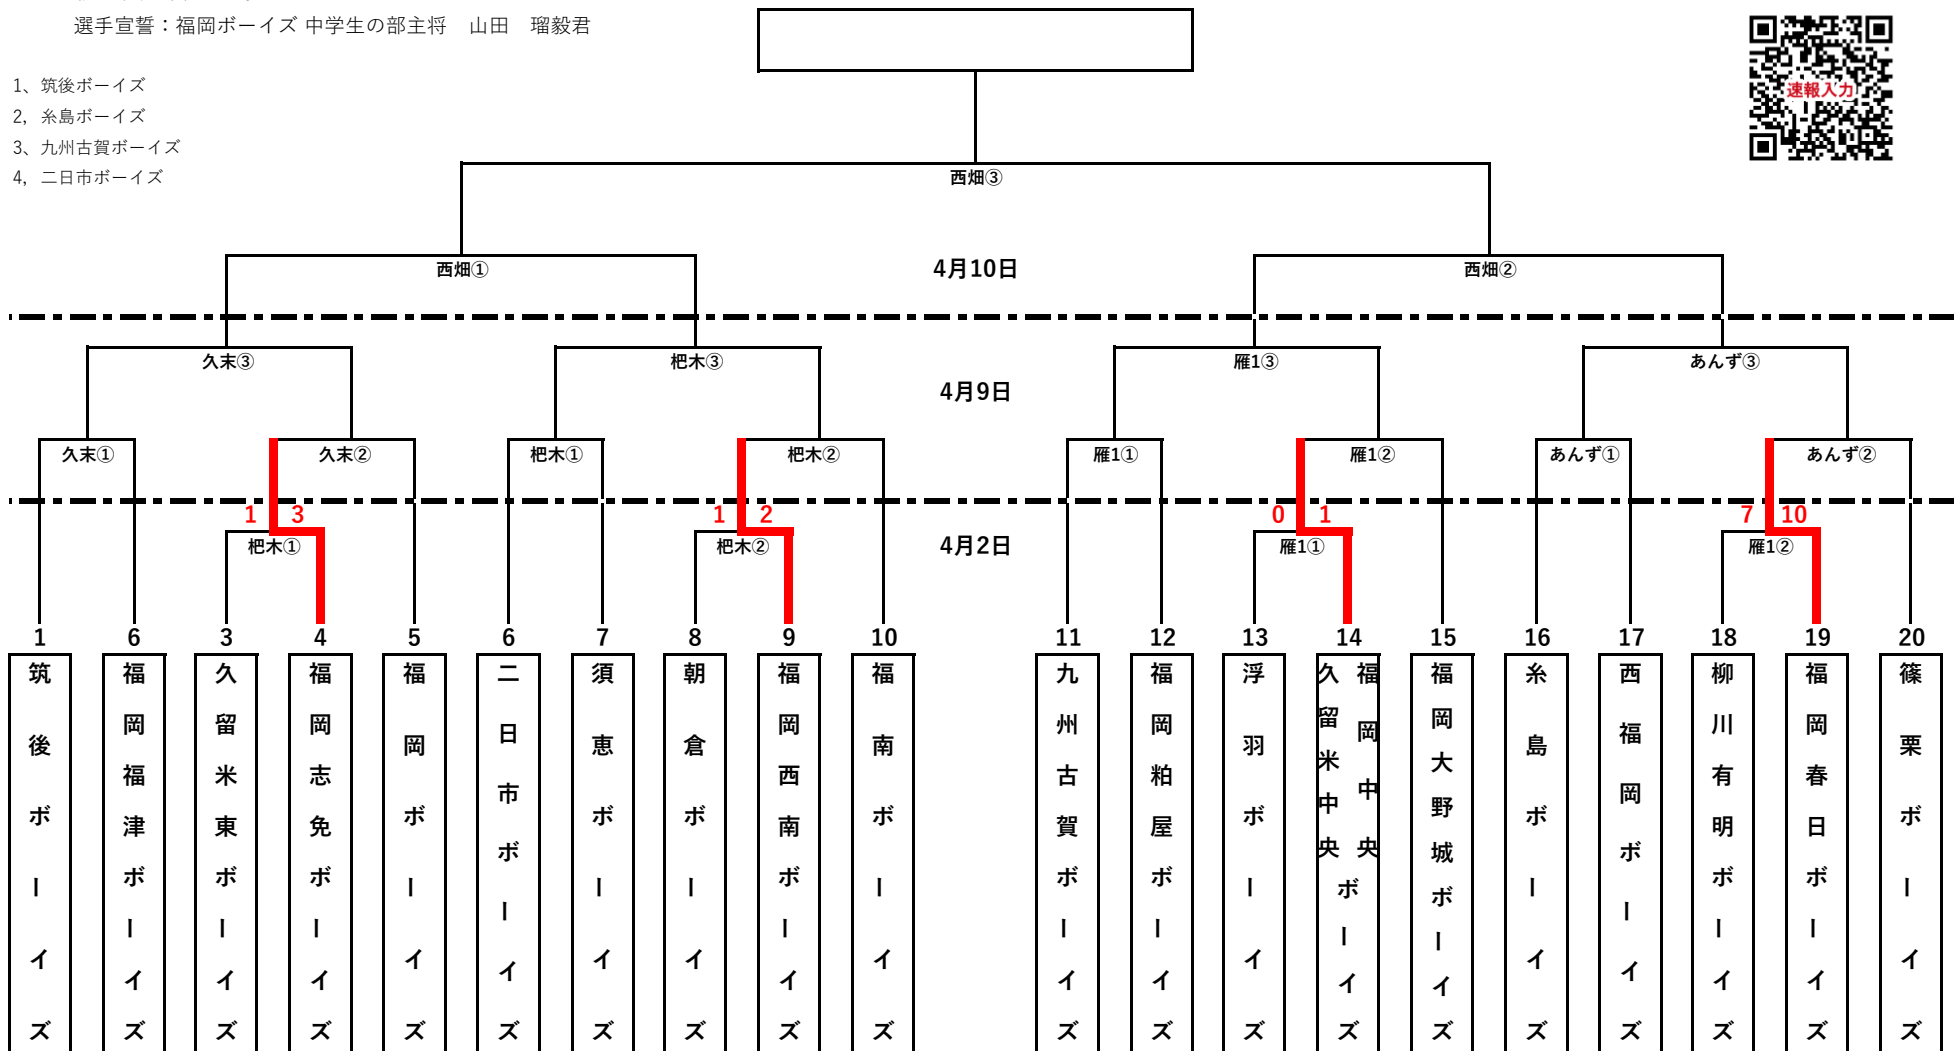 選手宣誓：福岡ボーイズ 中学生の部主将　山田　瑠毅君
1、筑後ボーイズ
2，糸島ボーイズ
3、九州古賀ボーイズ
4，二日市ボーイズ
速報入力
西畑③
西畑① 4月10日 西畑②
久末③ 杷木③ 雁1③ あんず③
4月9日
久末① 久末② 杷木① 杷木② 雁1① 雁1② あんず① あんず②
1 3 1 2 0 1 7 10
杷木① 杷木② 4月2日 雁1① 雁1②
1 6 3 4 5 6 7 8 9 10 11 12 13 14 15 16 17 18 19 20
筑後ボーイズ
福岡福津ボーイズ
久留米東ボーイズ
福岡志免ボーイズ
福岡ボーイズ
二日市ボーイズ
須恵ボーイズ
朝倉ボーイズ
福岡西南ボーイズ
福南ボーイズ
九州古賀ボーイズ
福岡粕屋ボーイズ
浮羽ボーイズ
福岡中央
久留米中央
ボーイズ
福岡大野城ボーイズ
糸島ボーイズ
西福岡ボーイズ
柳川有明ボーイズ
福岡春日ボーイズ
篠栗ボーイズ